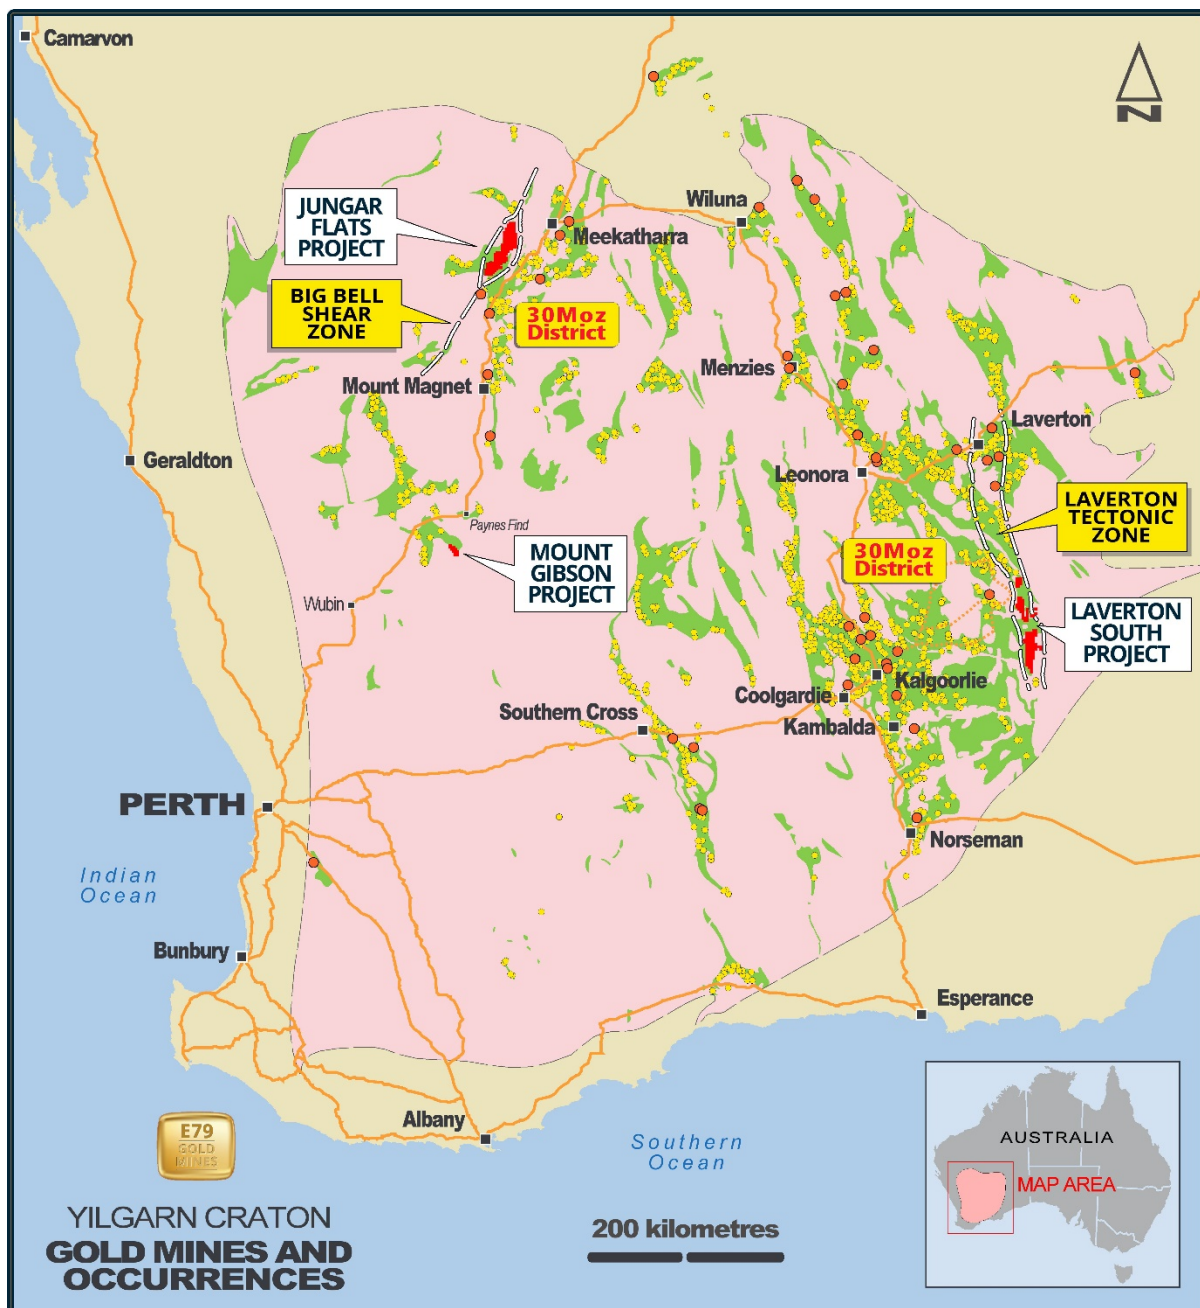 Carnarvon
N
Wiluna
JUNGAR
FLATS
PROJECT
Meekatharra
BIG BELL
SHEAR
ZONE
30Moz
District
Menzies
Mount Magnet
Laverton
Geraldton
Leonora
LAVERTON
TECTONIC
ZONE
Paynes Find
MOUNT
GIBSON
PROJECT
30Moz
District
Wubin
LAVERTON
SOUTH
PROJECT
Kalgoorlie
Coolgardie
Southern Cross
Kambalda
PERTH
Norseman
Indian
Ocean
Bunbury
Esperance
Albany
E79
GOLD
MINES
Southern
Ocean
AUSTRALIA
MAP AREA
YILGARN CRATON
GOLD MINES AND
OCCURRENCES
200 kilometres